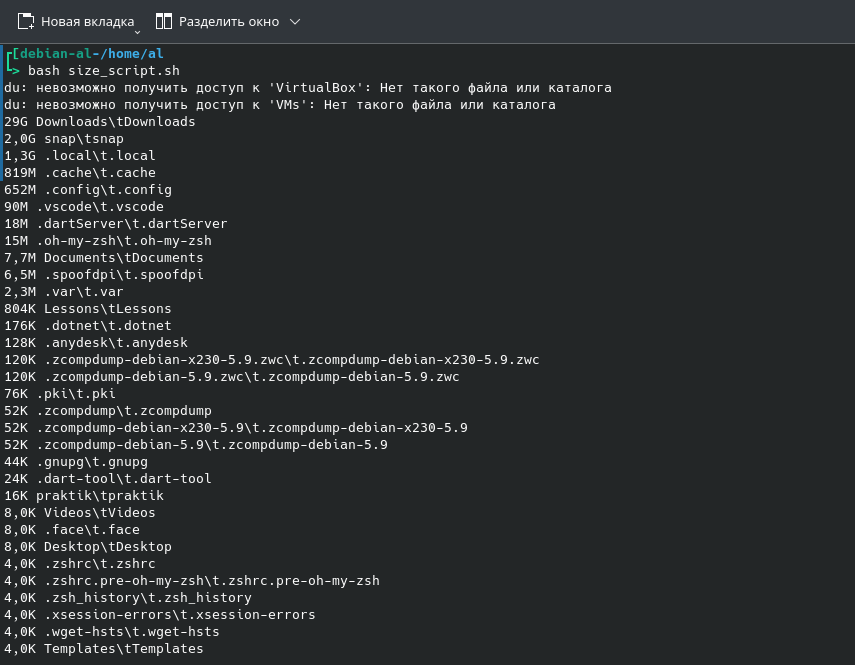 Новая вкладка Разделить окно
[debian-al-/home/al
> bash size_script.sh
du: невозможно получить доступ к 'VirtualBox': Нет такого файла или каталога
du: невозможно получить доступ к 'VMs': Нет такого файла или каталога
29G Downloads\tDownloads
2,0G snap\tsnap
1,3G .local\t.local
819M .cache\t.cache
652M .config\t.config
90M .vscode\t.vscode
18M .dartServer\t.dartServer
15M .oh-my-zsh\t.oh-my-zsh
7,7M Documents\tDocuments
6,5M .spoofdpi\t.spoofdpi
2,3M .var\t.var
804K Lessons\tLessons
176K .dotnet\t.dotnet
128K .anydesk\t.anydesk
120K .zcompdump-debian-x230-5.9.zwc\t.zcompdump-debian-x230-5.9.zwc
120K .zcompdump-debian-5.9.zwc\t.zcompdump-debian-5.9.zwc
76K .pki\t.pki
52K .zcompdump\t.zcompdump
52K .zcompdump-debian-x230-5.9\t.zcompdump-debian-x230-5.9
52K .zcompdump-debian-5.9\t.zcompdump-debian-5.9
44K .gnupg\t.gnupg
24K .dart-tool\t.dart-tool
16K praktik\tpraktik
8,0K Videos\tVideos
8,0K .face\t.face
8,0K Desktop\tDesktop
4,0K .zshrc\t.zshrc
4,0K .zshrc.pre-oh-my-zsh\t.zshrc.pre-oh-my-zsh
4,0K .zsh_history\t.zsh_history
4,0K .xsession-errors\t.xsession-errors
4,0K .wget-hsts\t.wget-hsts
4,0K Templates\tTemplates